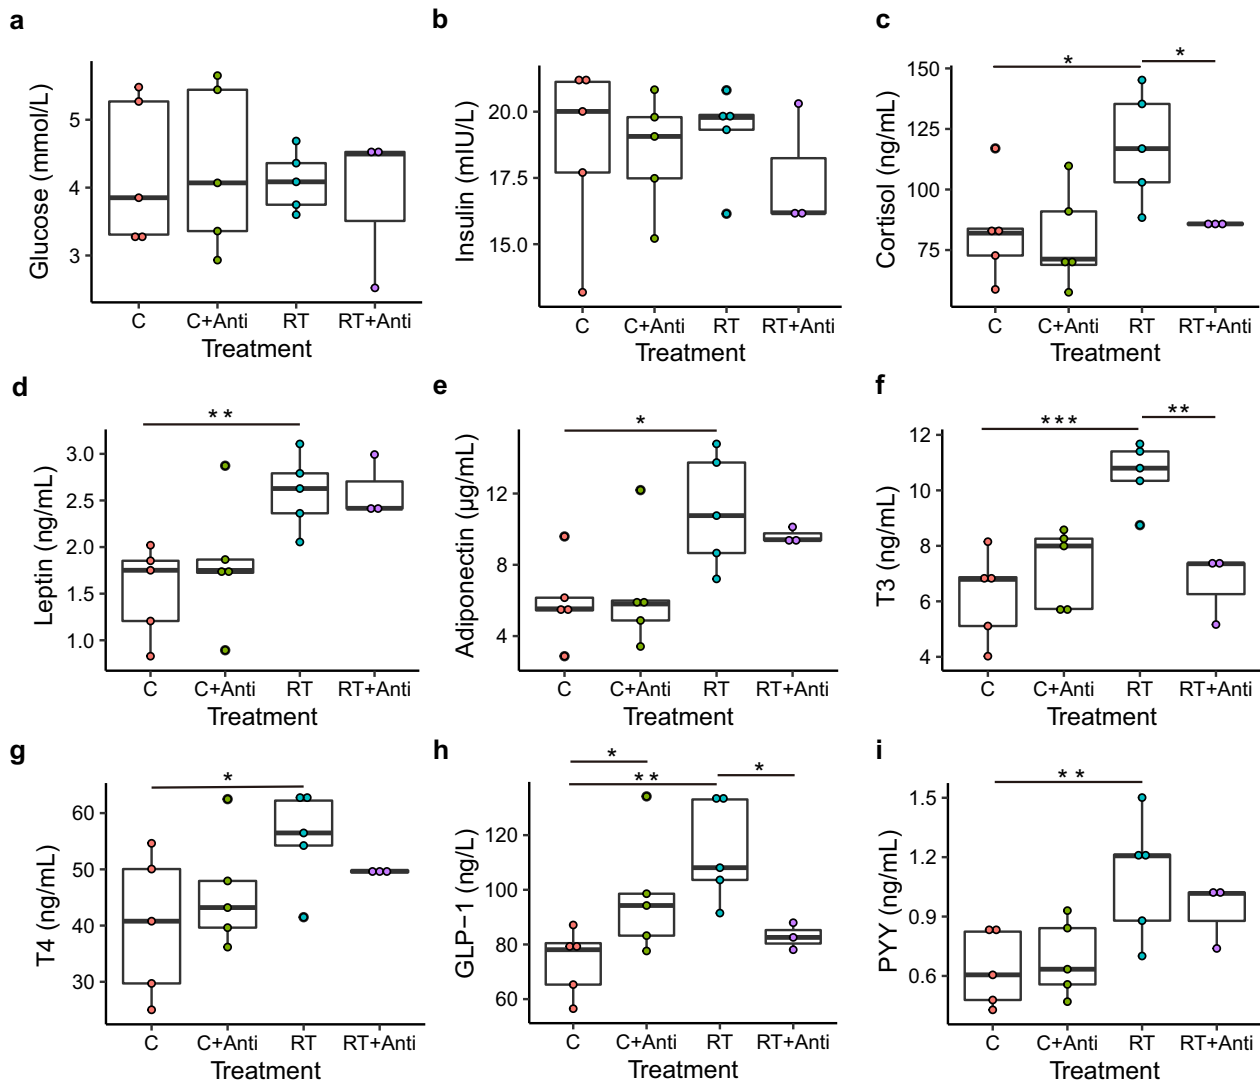 a
Glucose (mmol/L)
5
4
3
C C+Anti RT RT+Anti
Treatment
b
Insulin (mIU/L)
20.0
17.5
15.0
C C+Anti RT RT+Anti
Treatment
c
Cortisol (ng/mL)
* *
150
125
100
75
C C+Anti RT RT+Anti
Treatment
d
Leptin (ng/mL)
* *
3.0
2.5
2.0
1.5
1.0
C C+Anti RT RT+Anti
Treatment
e
Adiponectin (µg/mL)
*
12
8
4
C C+Anti RT RT+Anti
Treatment
f
T3 (ng/mL)
*** **
12
10
8
6
4
C C+Anti RT RT+Anti
Treatment
g
T4 (ng/mL)
*
60
50
40
30
C C+Anti RT RT+Anti
Treatment
h
GLP−1 (ng/L)
*
* * *
120
100
80
60
C C+Anti RT RT+Anti
Treatment
i
PYY (ng/mL)
* *
1.5
1.2
0.9
0.6
C C+Anti RT RT+Anti
Treatment